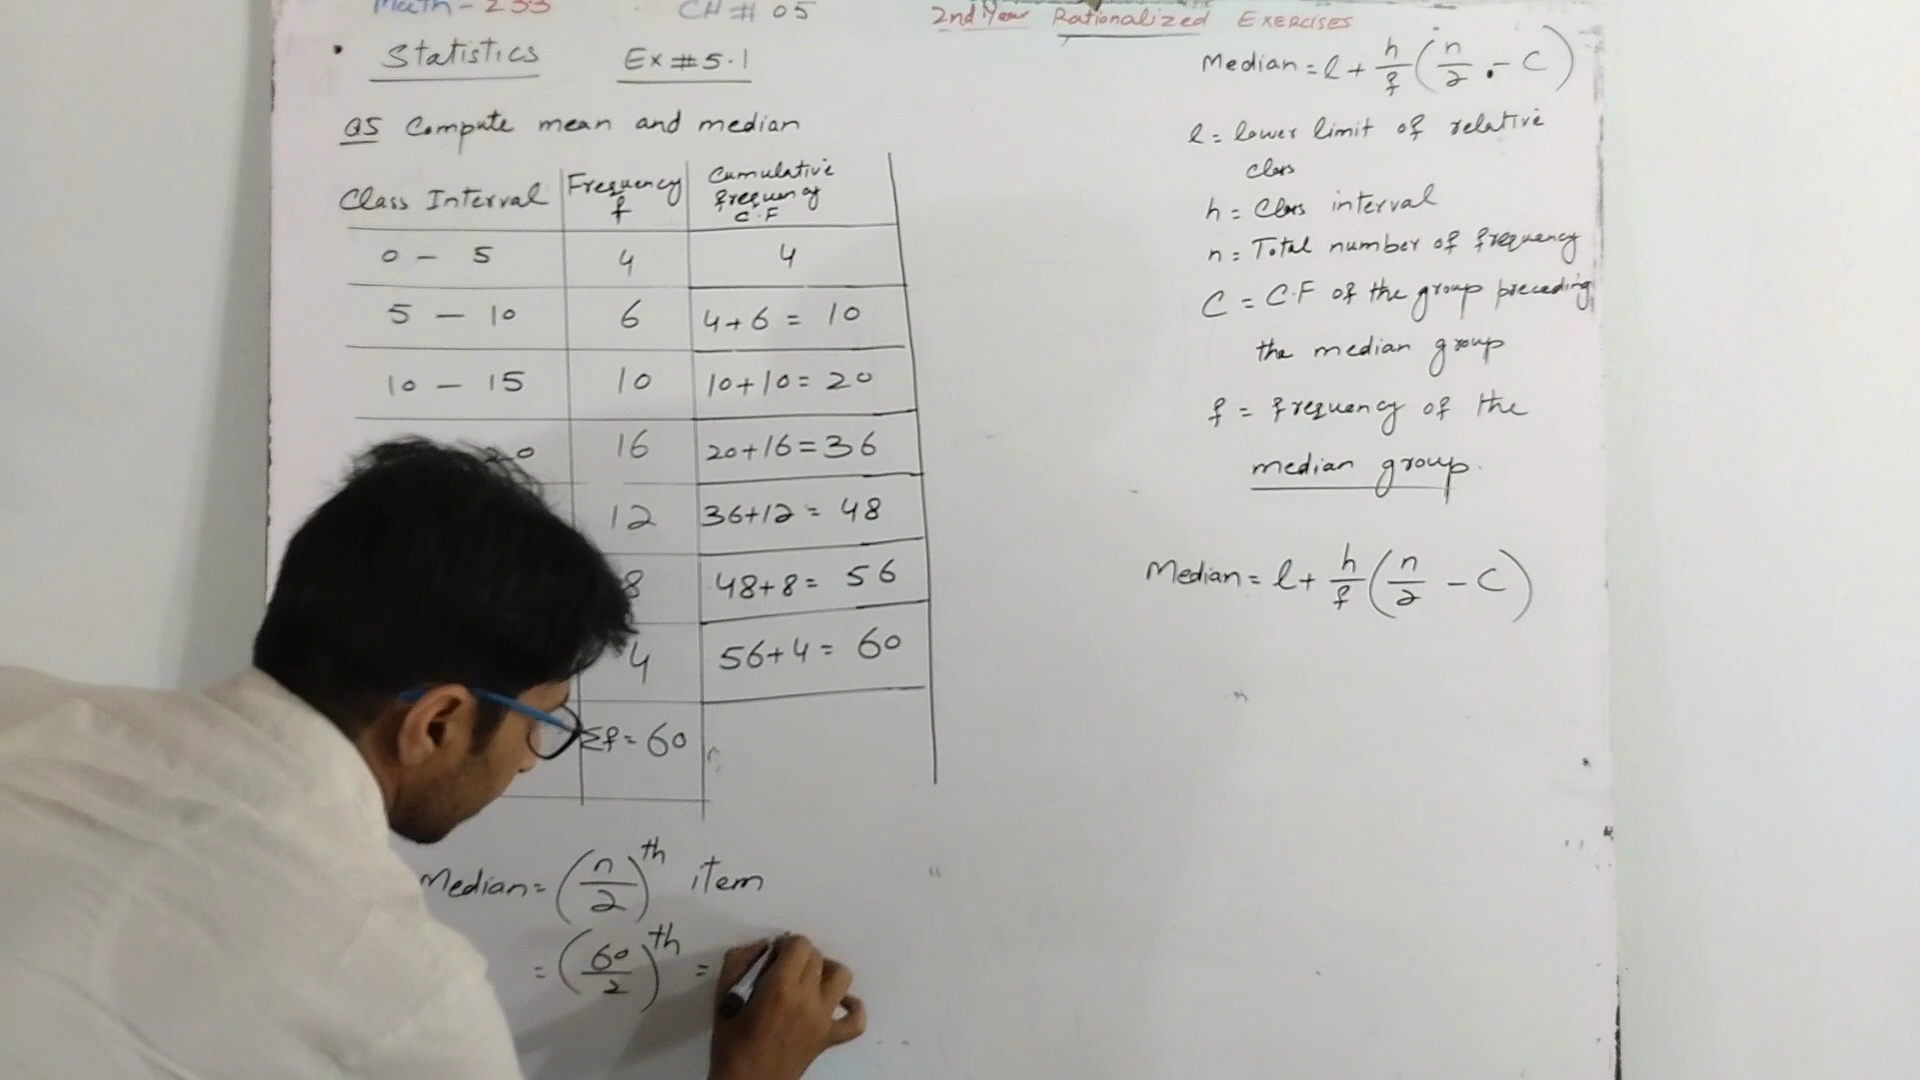 Math-233 CH # 05 2nd Year Rationalized EXERCISES
Statistics Ex # 5.1
Q5 Compute mean and median
Class Interval Frequency f Cumulative frequency C.F
0 - 5 4 4
5 - 10 6 4+6 = 10
10 - 15 10 10+10 = 20
20 16 20+16 = 36
12 36+12 = 48
8 48+8 = 56
4 56+4 = 60
Σf = 60
Median = (n/2)th item
= (60/2)th =
Median = l + h/f (n/2 - C)
l = lower limit of relative
class
h = Class interval
n = Total number of frequency
C = C.F of the group preceding
the median group
f = frequency of the
median group.
Median = l + h/f (n/2 - C)